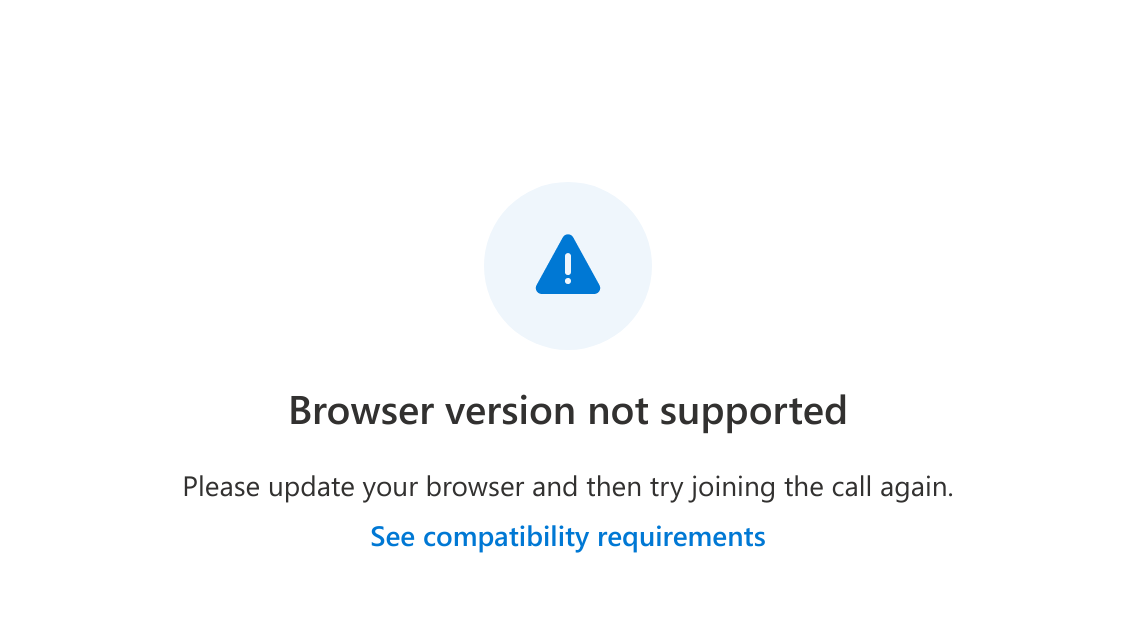 Browser version not supported
Please update your browser and then try joining the call again.
See compatibility requirements